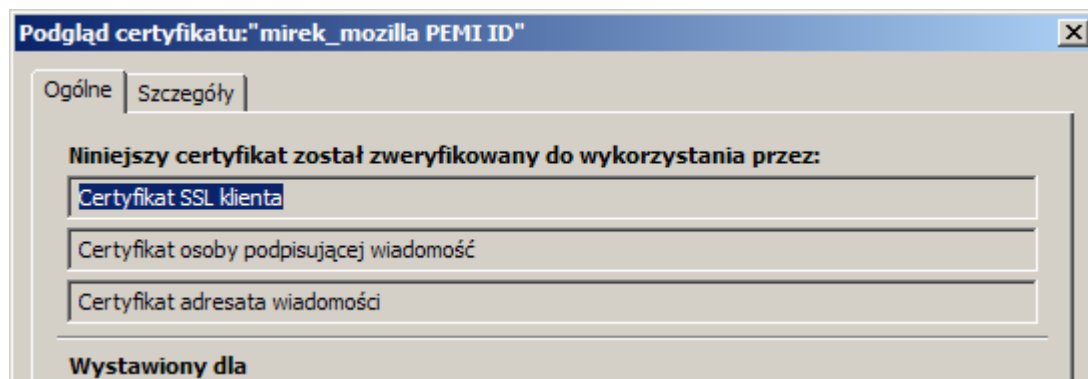 Podgląd certyfikatu:"mirek_mozilla PEMI ID"
Ogólne Szczegóły
Niniejszy certyfikat został zweryfikowany do wykorzystania przez:
Certyfikat SSL klienta
Certyfikat osoby podpisującej wiadomość
Certyfikat adresata wiadomości
Wystawiony dla